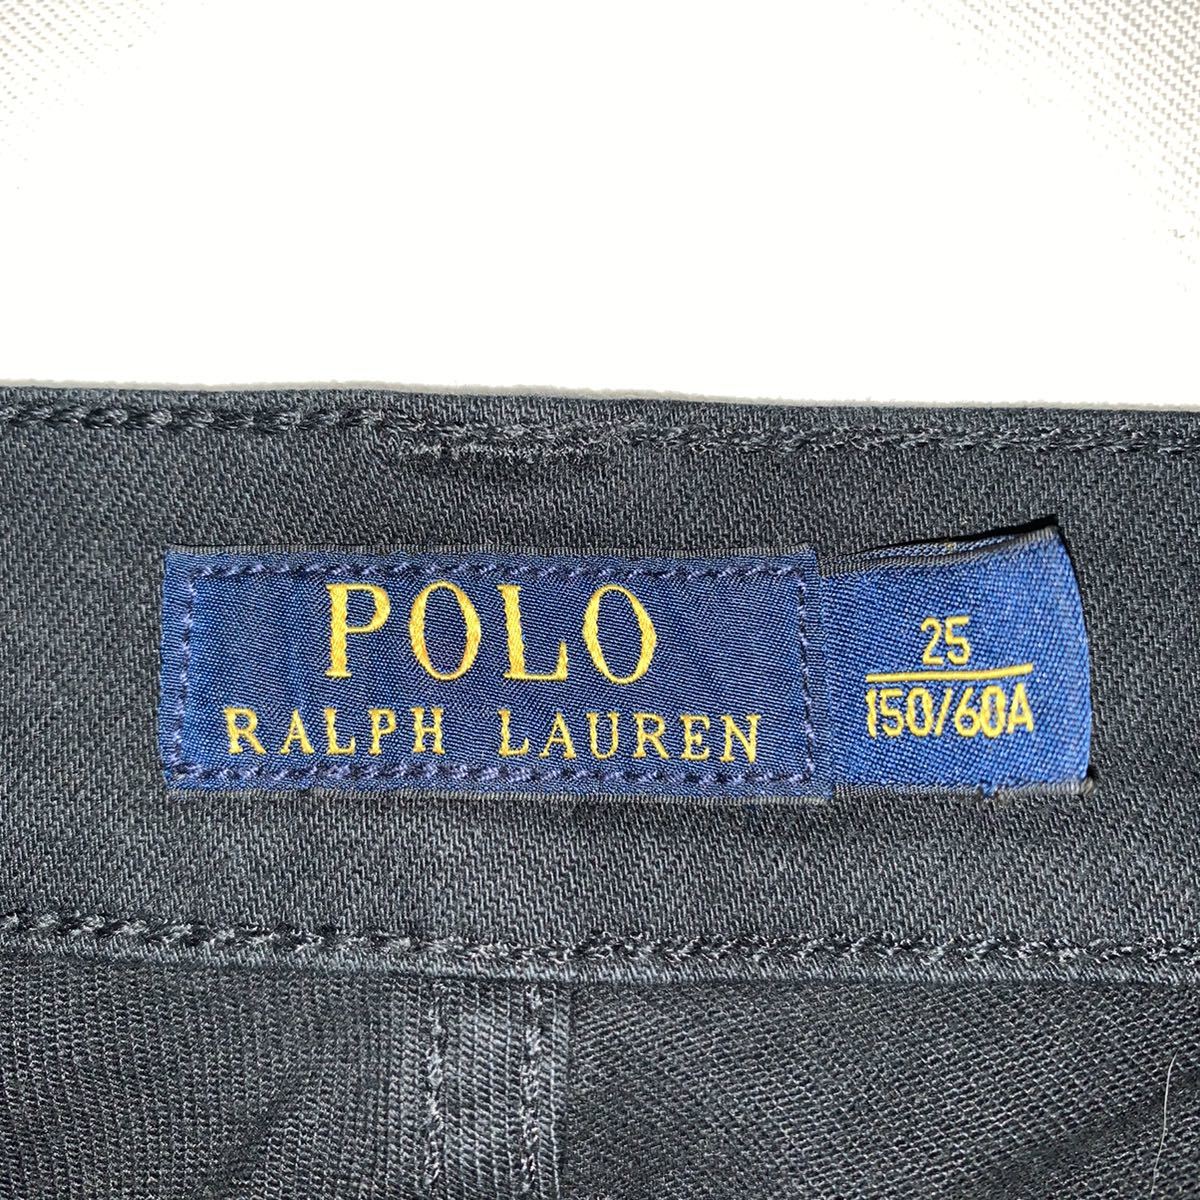 POLO
RALPH LAUREN
25
150/60A